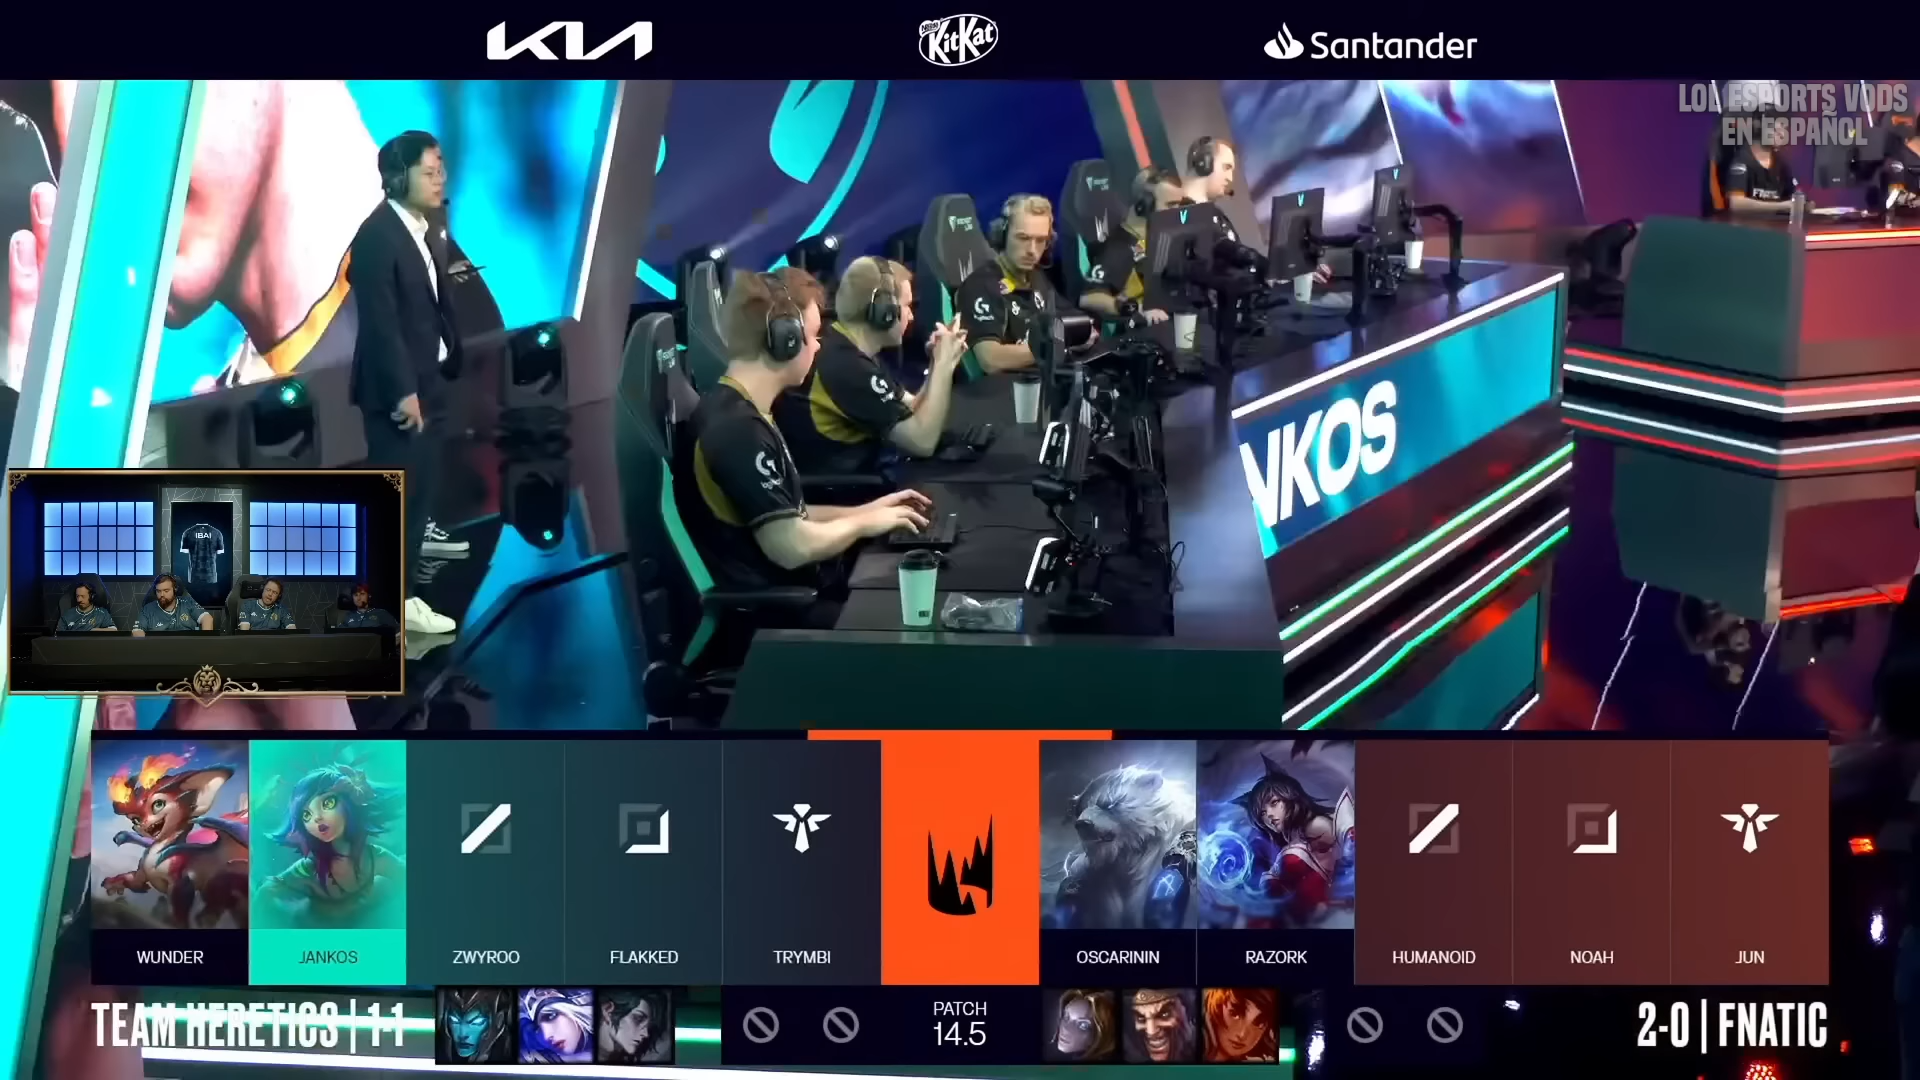 KIA
Nestlé
KitKat
Santander
LOL ESPORTS VODS
EN ESPAÑOL
NKOS
IBAI
WUNDER
JANKOS
ZWYROO
FLAKKED
TRYMBI
OSCARININ
RAZORK
HUMANOID
NOAH
JUN
TEAM HERETICS | 1-1
PATCH
14.5
2-0 | FNATIC